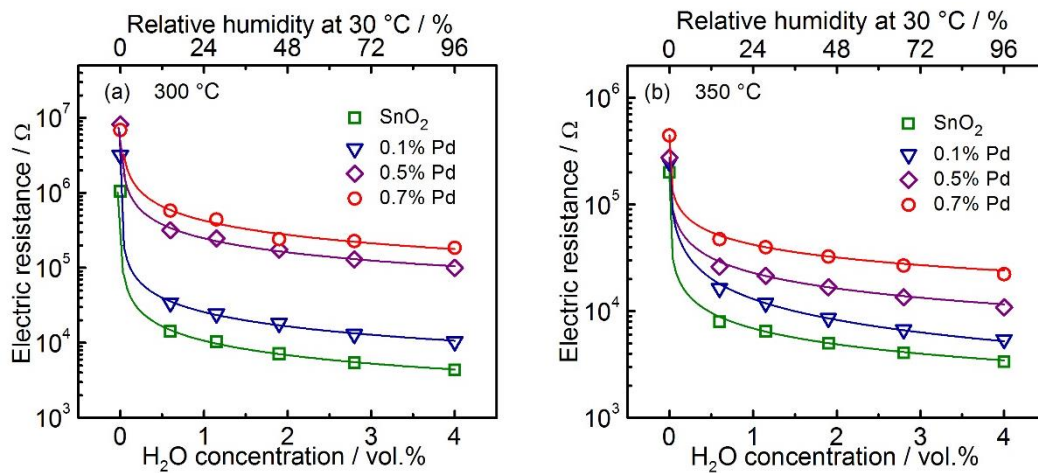 Relative humidity at 30 °C / %
0 24 48 72 96
(a) 300 °C
SnO₂
0.1% Pd
0.5% Pd
0.7% Pd
10⁷
10⁶
10⁵
10⁴
10³
Electric resistance / Ω
0 1 2 3 4
H₂O concentration / vol.%
Relative humidity at 30 °C / %
0 24 48 72 96
(b) 350 °C
SnO₂
0.1% Pd
0.5% Pd
0.7% Pd
10⁶
10⁵
10⁴
10³
Electric resistance / Ω
0 1 2 3 4
H₂O concentration / vol.%